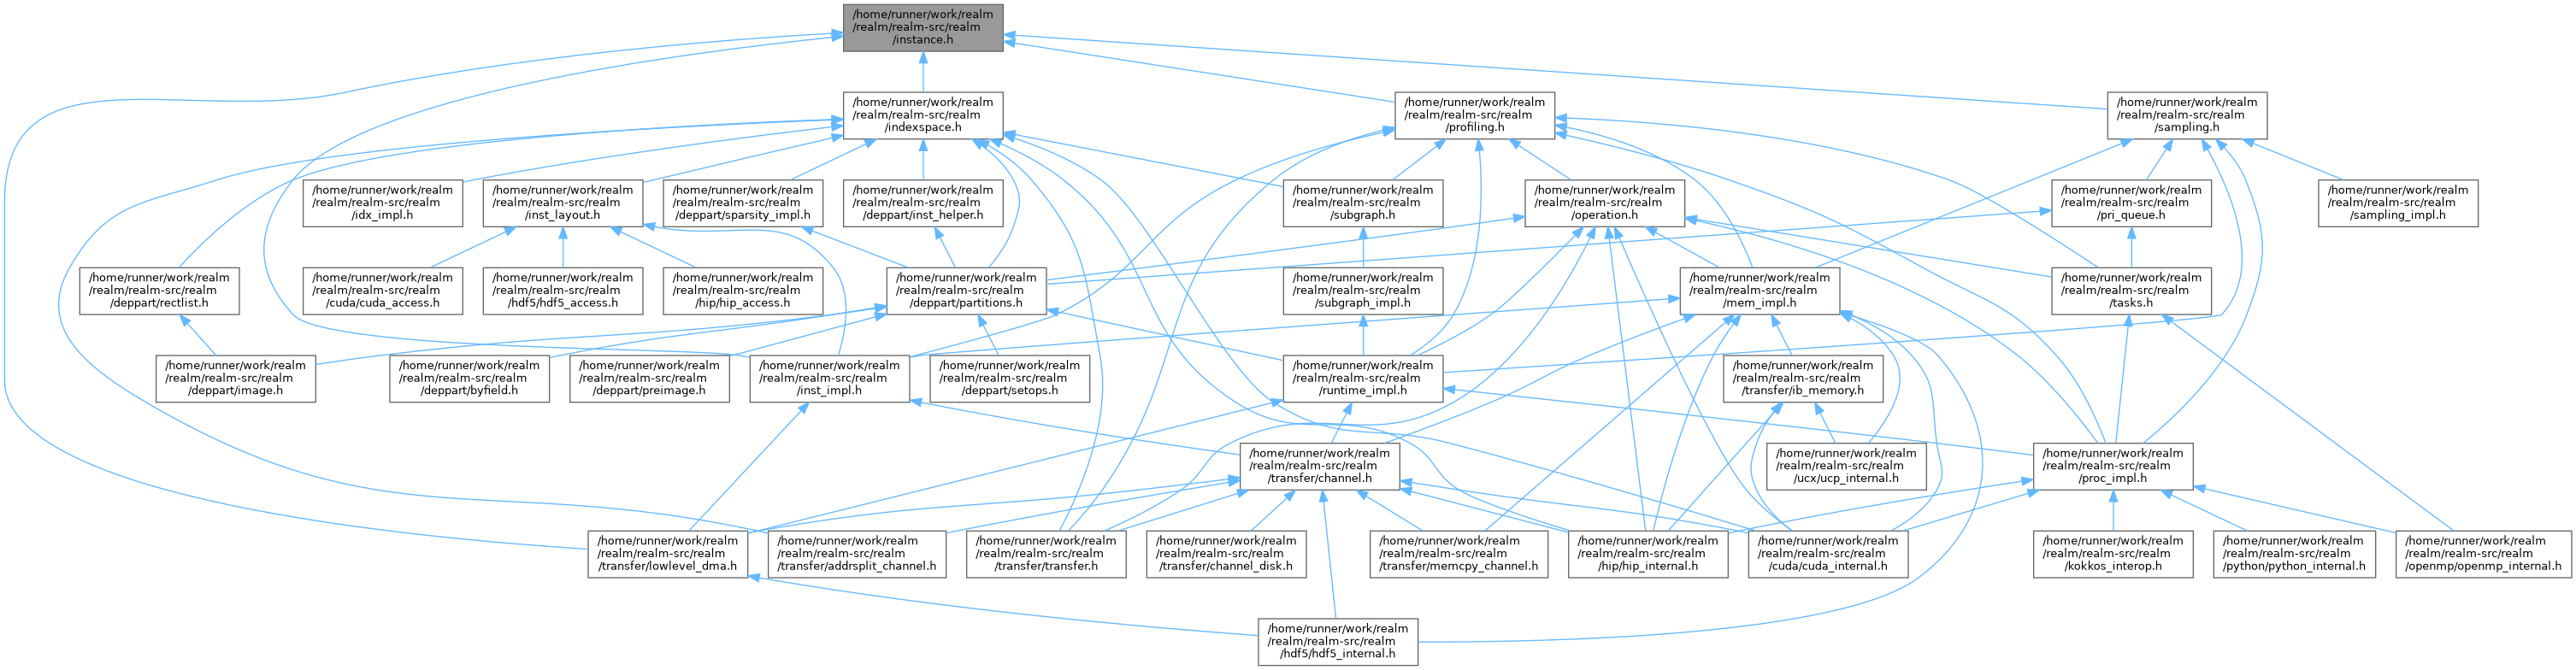 /home/runner/work/realm
/realm/realm-src/realm
/instance.h
/home/runner/work/realm
/realm/realm-src/realm
/indexspace.h
/home/runner/work/realm
/realm/realm-src/realm
/profiling.h
/home/runner/work/realm
/realm/realm-src/realm
/sampling.h
/home/runner/work/realm
/realm/realm-src/realm
/idx_impl.h
/home/runner/work/realm
/realm/realm-src/realm
/inst_layout.h
/home/runner/work/realm
/realm/realm-src/realm
/deppart/sparsity_impl.h
/home/runner/work/realm
/realm/realm-src/realm
/deppart/inst_helper.h
/home/runner/work/realm
/realm/realm-src/realm
/subgraph.h
/home/runner/work/realm
/realm/realm-src/realm
/operation.h
/home/runner/work/realm
/realm/realm-src/realm
/pri_queue.h
/home/runner/work/realm
/realm/realm-src/realm
/sampling_impl.h
/home/runner/work/realm
/realm/realm-src/realm
/deppart/rectlist.h
/home/runner/work/realm
/realm/realm-src/realm
/cuda/cuda_access.h
/home/runner/work/realm
/realm/realm-src/realm
/hdf5/hdf5_access.h
/home/runner/work/realm
/realm/realm-src/realm
/hip/hip_access.h
/home/runner/work/realm
/realm/realm-src/realm
/deppart/partitions.h
/home/runner/work/realm
/realm/realm-src/realm
/subgraph_impl.h
/home/runner/work/realm
/realm/realm-src/realm
/mem_impl.h
/home/runner/work/realm
/realm/realm-src/realm
/tasks.h
/home/runner/work/realm
/realm/realm-src/realm
/deppart/image.h
/home/runner/work/realm
/realm/realm-src/realm
/deppart/byfield.h
/home/runner/work/realm
/realm/realm-src/realm
/deppart/preimage.h
/home/runner/work/realm
/realm/realm-src/realm
/inst_impl.h
/home/runner/work/realm
/realm/realm-src/realm
/deppart/setops.h
/home/runner/work/realm
/realm/realm-src/realm
/runtime_impl.h
/home/runner/work/realm
/realm/realm-src/realm
/transfer/ib_memory.h
/home/runner/work/realm
/realm/realm-src/realm
/transfer/channel.h
/home/runner/work/realm
/realm/realm-src/realm
/ucx/ucp_internal.h
/home/runner/work/realm
/realm/realm-src/realm
/proc_impl.h
/home/runner/work/realm
/realm/realm-src/realm
/transfer/lowlevel_dma.h
/home/runner/work/realm
/realm/realm-src/realm
/transfer/addrsplit_channel.h
/home/runner/work/realm
/realm/realm-src/realm
/transfer/transfer.h
/home/runner/work/realm
/realm/realm-src/realm
/transfer/channel_disk.h
/home/runner/work/realm
/realm/realm-src/realm
/transfer/memcpy_channel.h
/home/runner/work/realm
/realm/realm-src/realm
/hip/hip_internal.h
/home/runner/work/realm
/realm/realm-src/realm
/cuda/cuda_internal.h
/home/runner/work/realm
/realm/realm-src/realm
/kokkos_interop.h
/home/runner/work/realm
/realm/realm-src/realm
/python/python_internal.h
/home/runner/work/realm
/realm/realm-src/realm
/openmp/openmp_internal.h
/home/runner/work/realm
/realm/realm-src/realm
/hdf5/hdf5_internal.h